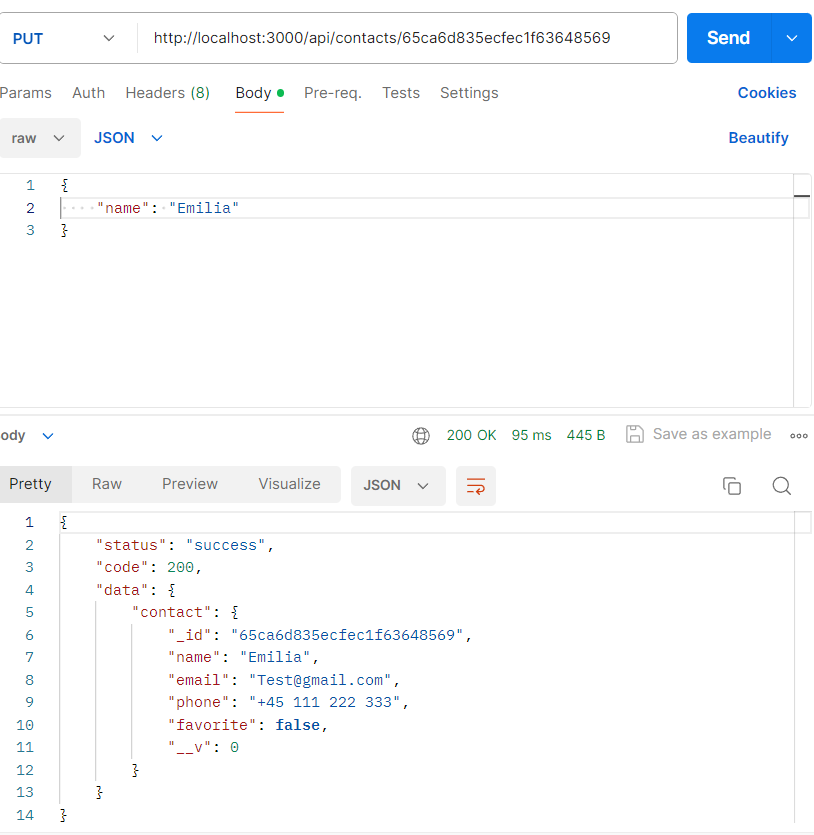 PUT http://localhost:3000/api/contacts/65ca6d835ecfec1f63648569 Send
Params Auth Headers (8) Body Pre-req. Tests Settings Cookies
raw JSON Beautify
1 {
2 "name": "Emilia"
3 }
ody 200 OK 95 ms 445 B Save as example
Pretty Raw Preview Visualize JSON
1 {
2 "status": "success",
3 "code": 200,
4 "data": {
5 "contact": {
6 "_id": "65ca6d835ecfec1f63648569",
7 "name": "Emilia",
8 "email": "Test@gmail.com",
9 "phone": "+45 111 222 333",
10 "favorite": false,
11 "__v": 0
12 }
13 }
14 }